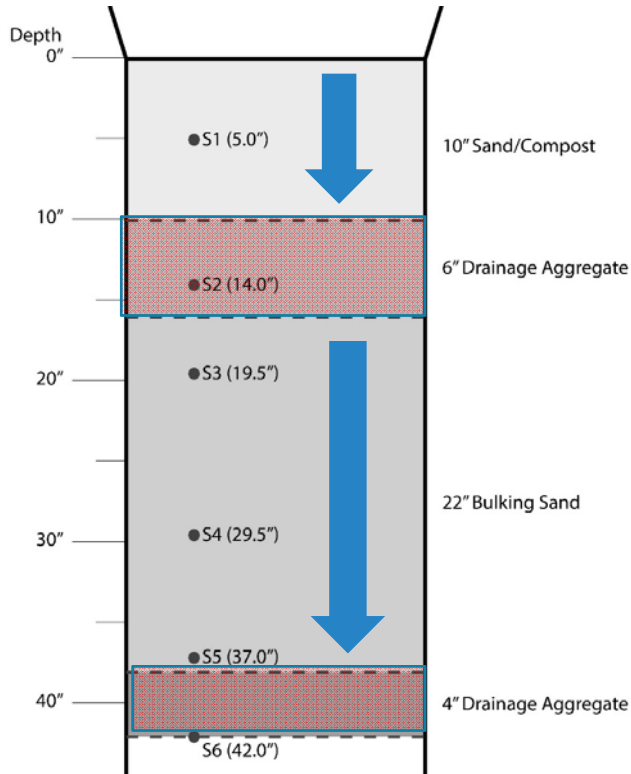 Depth
0”
S1 (5.0”)
10” Sand/Compost
10”
6” Drainage Aggregate
S2 (14.0”)
S3 (19.5”)
20”
22” Bulking Sand
S4 (29.5”)
30”
S5 (37.0”)
40”
4” Drainage Aggregate
S6 (42.0”)